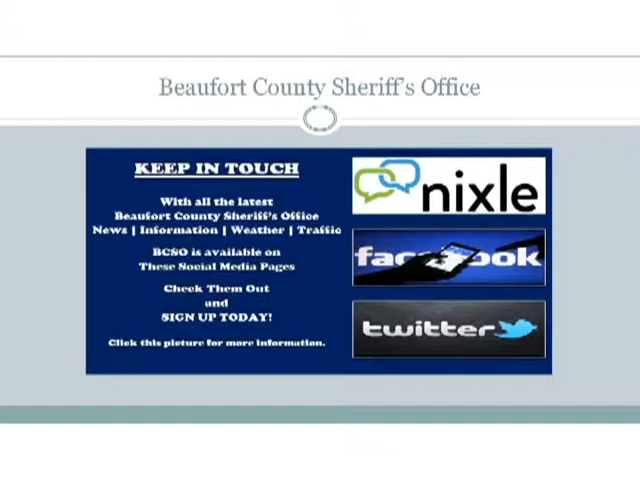 Beaufort County Sheriff's Office
KEEP IN TOUCH
With all the latest
Beaufort County Sheriff's Office
News | Information | Weather | Traffic
BCSO is available on
These Social Media Pages
Check Them Out
and
SIGN UP TODAY!
Click this picture for more information.
nixle
facebook
twitter